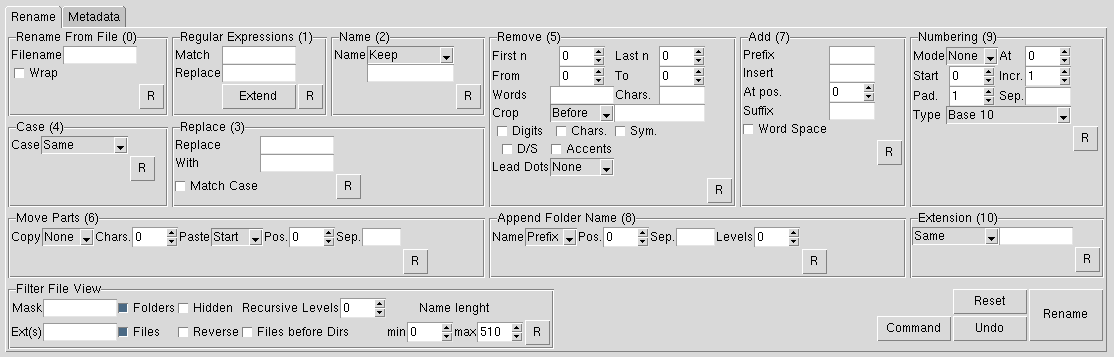 Rename Metadata
Rename From File (0) Regular Expressions (1) Name (2) Remove (5) Add (7) Numbering (9)
Filename Match Name Keep First n 0 Last n 0 Prefix Mode None At 0
Wrap Replace From 0 To 0 Insert Start 0 Incr. 1
R Extend R R Words Chars. At pos. 0 Pad. 1 Sep.
Crop Before Suffix Type Base 10
Case (4) Replace (3) Digits Chars. Sym. Word Space
Case Same Replace D/S Accents R R
With Lead Dots None
R Match Case R R
Move Parts (6) Append Folder Name (8) Extension (10)
Copy None Chars. 0 Paste Start Pos. 0 Sep. Name Prefix Pos. 0 Sep. Levels 0 Same
R R R
Filter File View
Mask Folders Hidden Recursive Levels 0 Name lenght Reset
Ext(s) Files Reverse Files before Dirs min 0 max 510 R Command Undo Rename